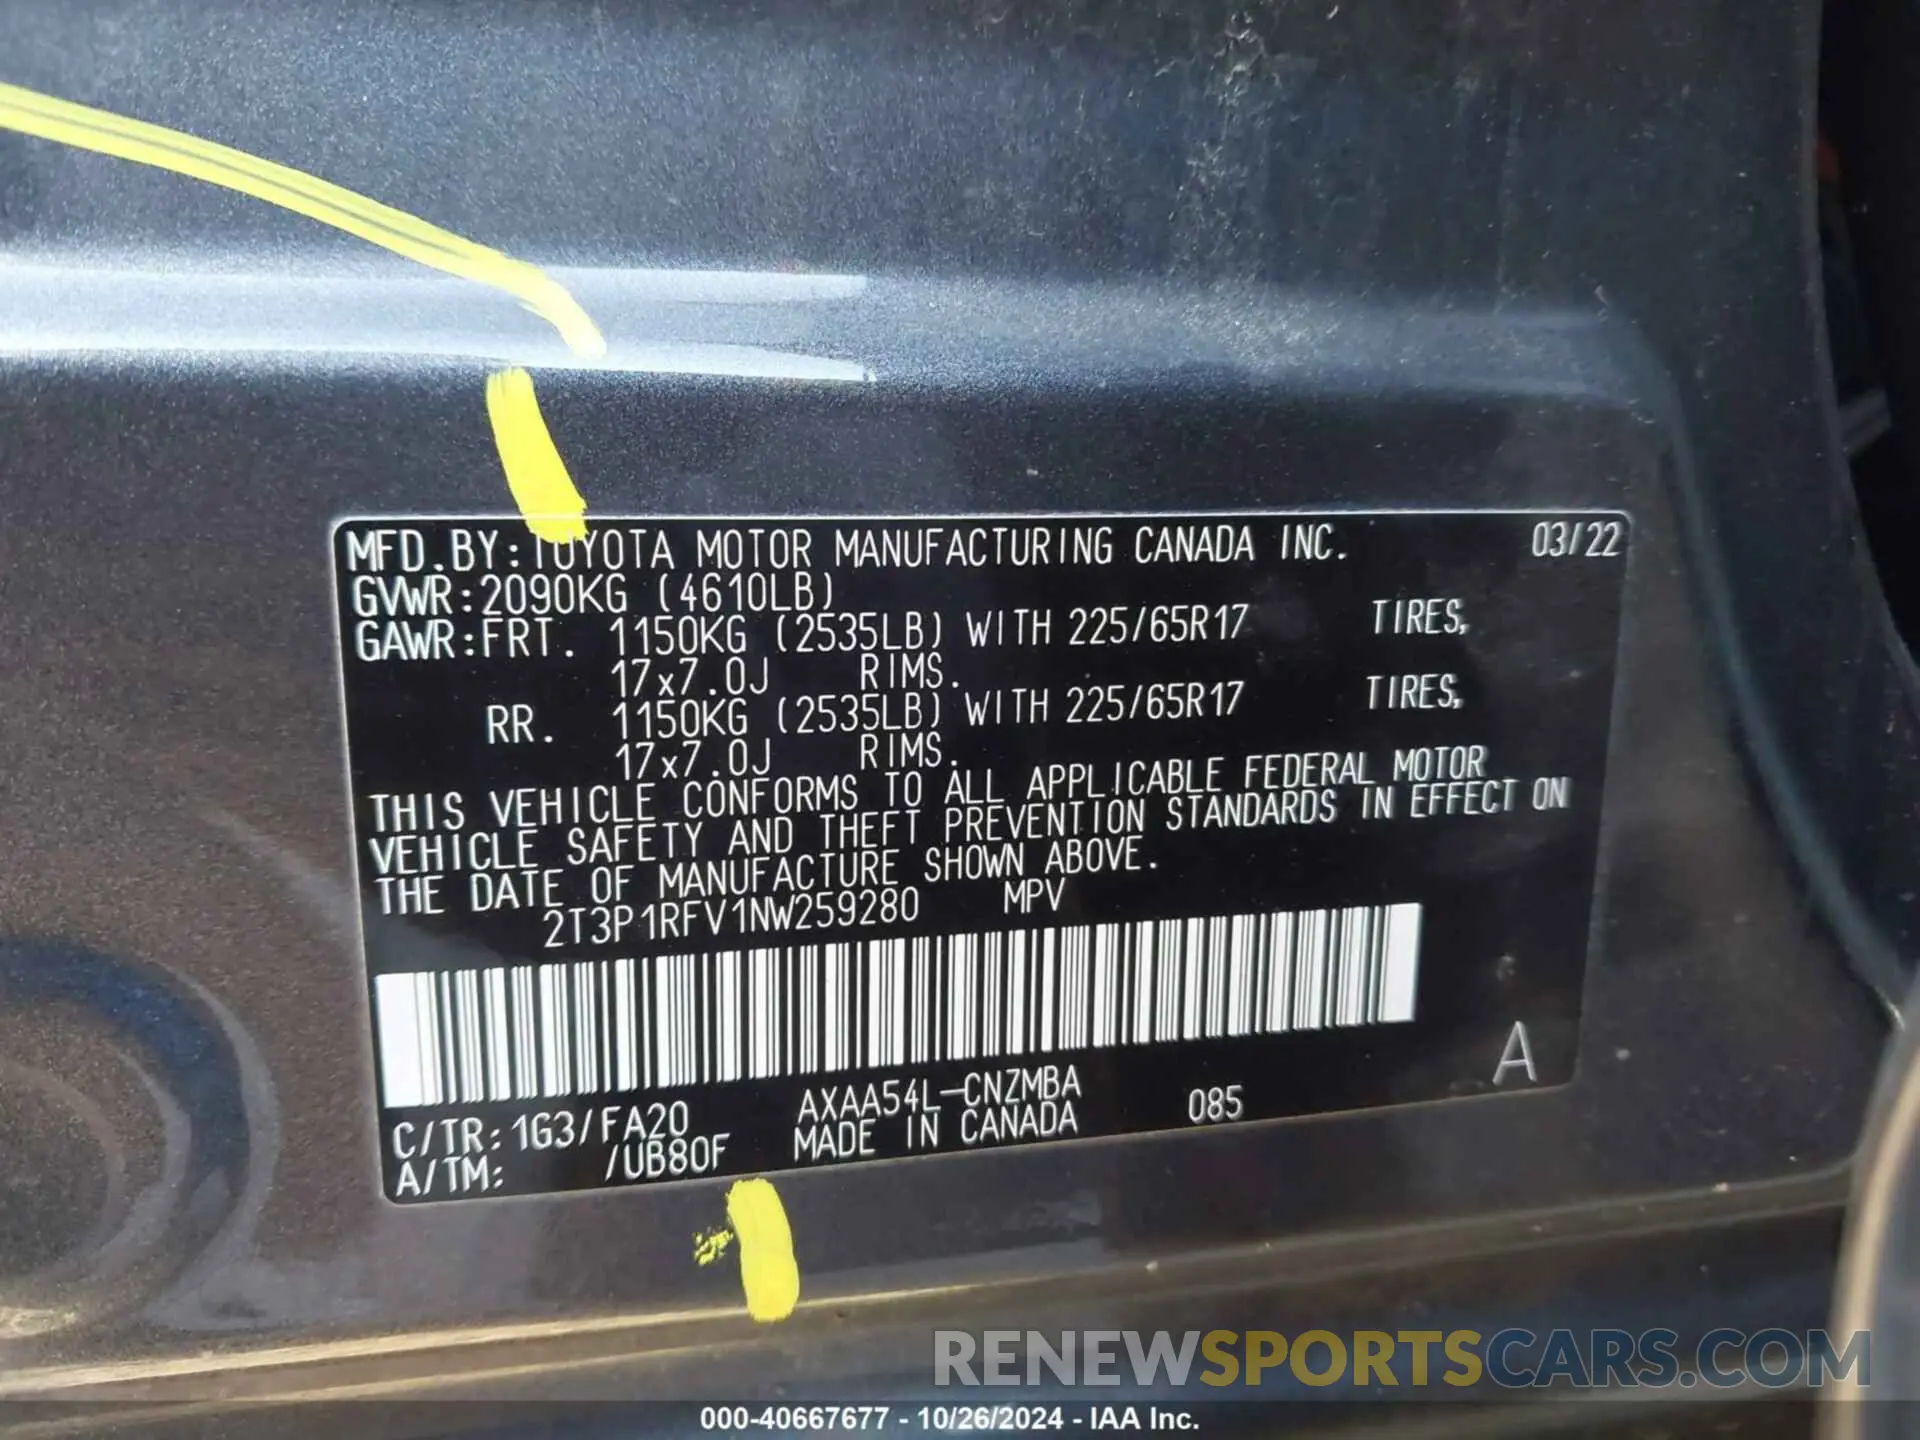 MFD.BY:TOYOTA MOTOR MANUFACTURING CANADA INC. 03/22
GVWR:2090KG (4610LB)
GAWR:FRT. 1150KG (2535LB) WITH 225/65R17 TIRES,
17x7.0J RIMS.
RR. 1150KG (2535LB) WITH 225/65R17 TIRES,
17x7.0J RIMS.
THIS VEHICLE CONFORMS TO ALL APPLICABLE FEDERAL MOTOR
VEHICLE SAFETY AND THEFT PREVENTION STANDARDS IN EFFECT ON
THE DATE OF MANUFACTURE SHOWN ABOVE.
2T3P1RFV1NW259280 MPV
C/TR:1G3/FA20 AXAA54L-CNZMBA 085 A
A/TM: /UB80F MADE IN CANADA
RENEWSPORTSCARS.COM
000-40667677 - 10/26/2024 - IAA Inc.